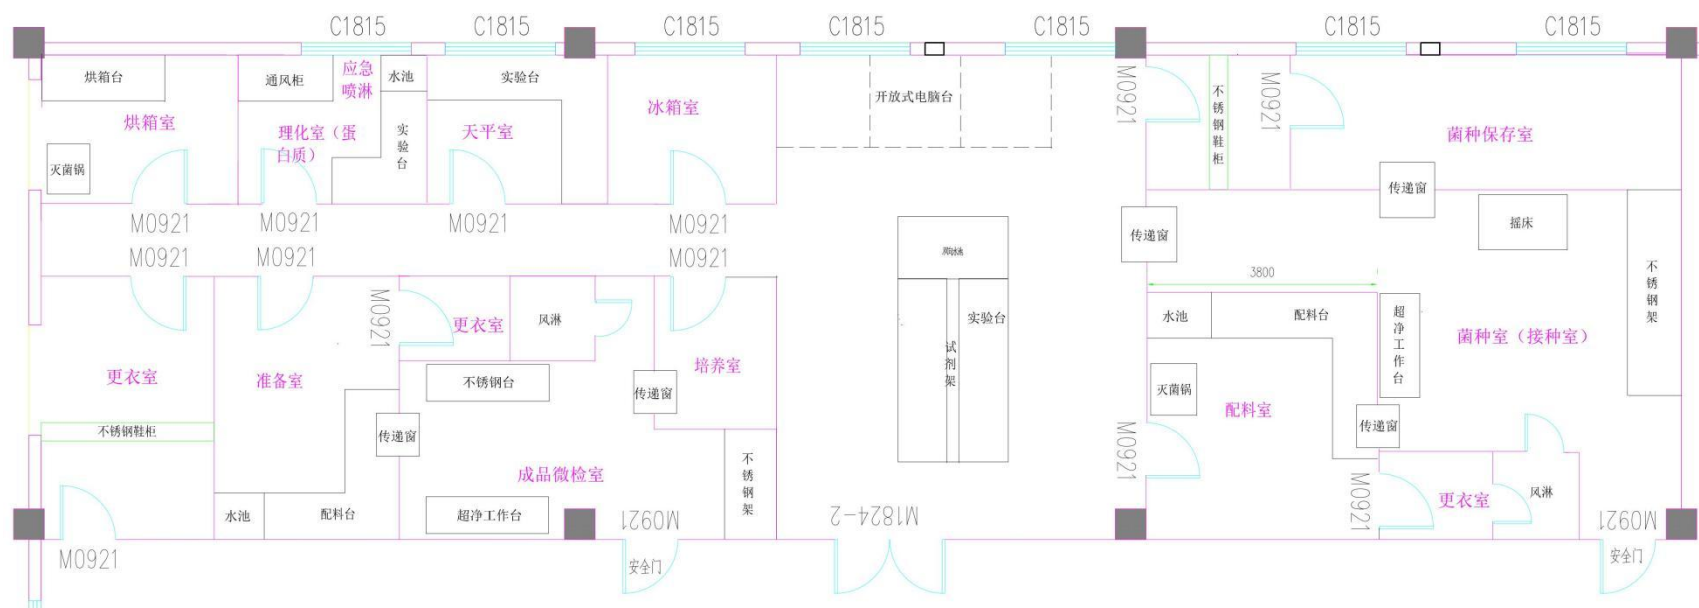 C1815
C1815
C1815
C1815
C1815
C1815
C1815
烘箱台
通风柜
应急
喷淋
水池
实验台
开放式电脑台
M0921
不锈钢鞋柜
M0921
烘箱室
理化室（蛋
白质）
实验台
天平室
冰箱室
菌种保存室
灭菌锅
传递窗
M0921
M0921
M0921
M0921
传递窗
摇床
M0921
M0921
M0921
3800
不锈钢架
M0921
更衣室
风淋
实验台
试剂架
水池
配料台
超净工作台
菌种室（接种室）
更衣室
准备室
不锈钢台
传递窗
培养室
灭菌锅
配料室
不锈钢鞋柜
传递窗
传递窗
M0921
成品微检室
不锈钢架
水池
配料台
超净工作台
M0921
M1824-2
M0921
更衣室
风淋
M0921
M0921
安全门
安全门